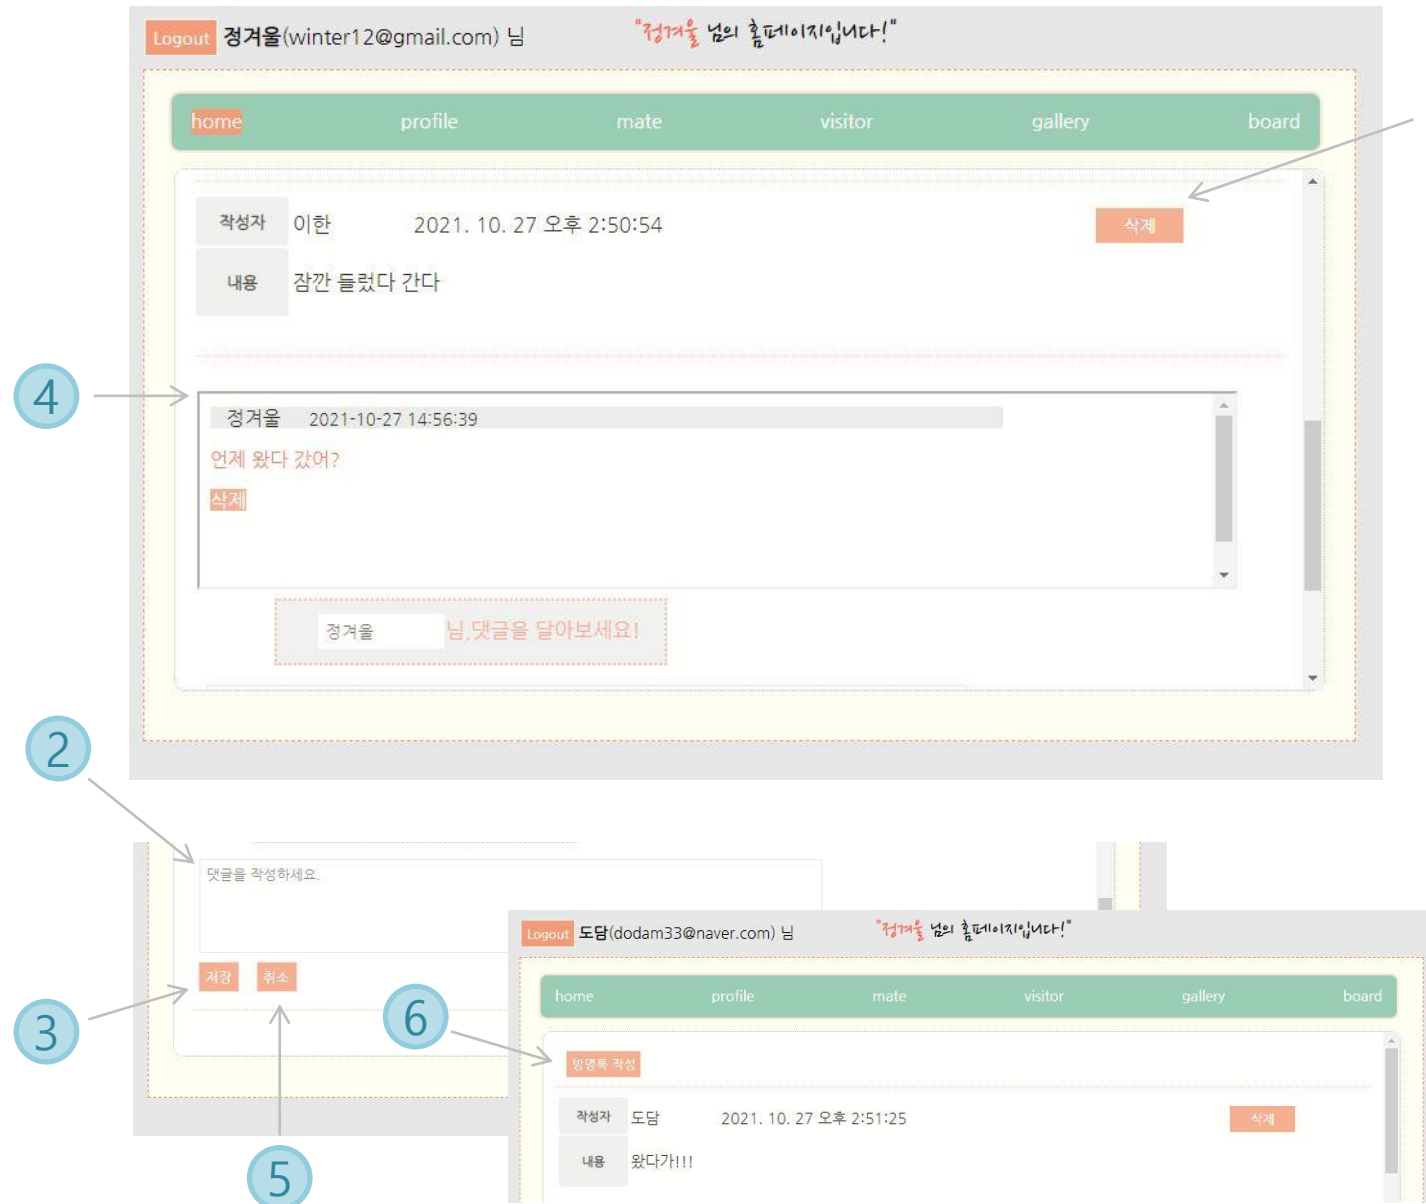 Logout 정겨울(winter12@gmail.com) 님
"정겨울 님의 홈페이지입니다!"
home profile mate visitor gallery board
작성자 이한 2021. 10. 27 오후 2:50:54 삭제
내용 잠깐 들렀다 간다
4
정겨울 2021-10-27 14:56:39
언제 왔다 갔어?
삭제
정겨울 님,댓글을 달아보세요!
2
댓글을 작성하세요.
저장 취소
3
5
6
Logout 도담(dodam33@naver.com) 님
"정겨울 님의 홈페이지입니다!"
home profile mate visitor gallery board
방명록 작성
작성자 도담 2021. 10. 27 오후 2:51:25 삭제
내용 왔다가!!!